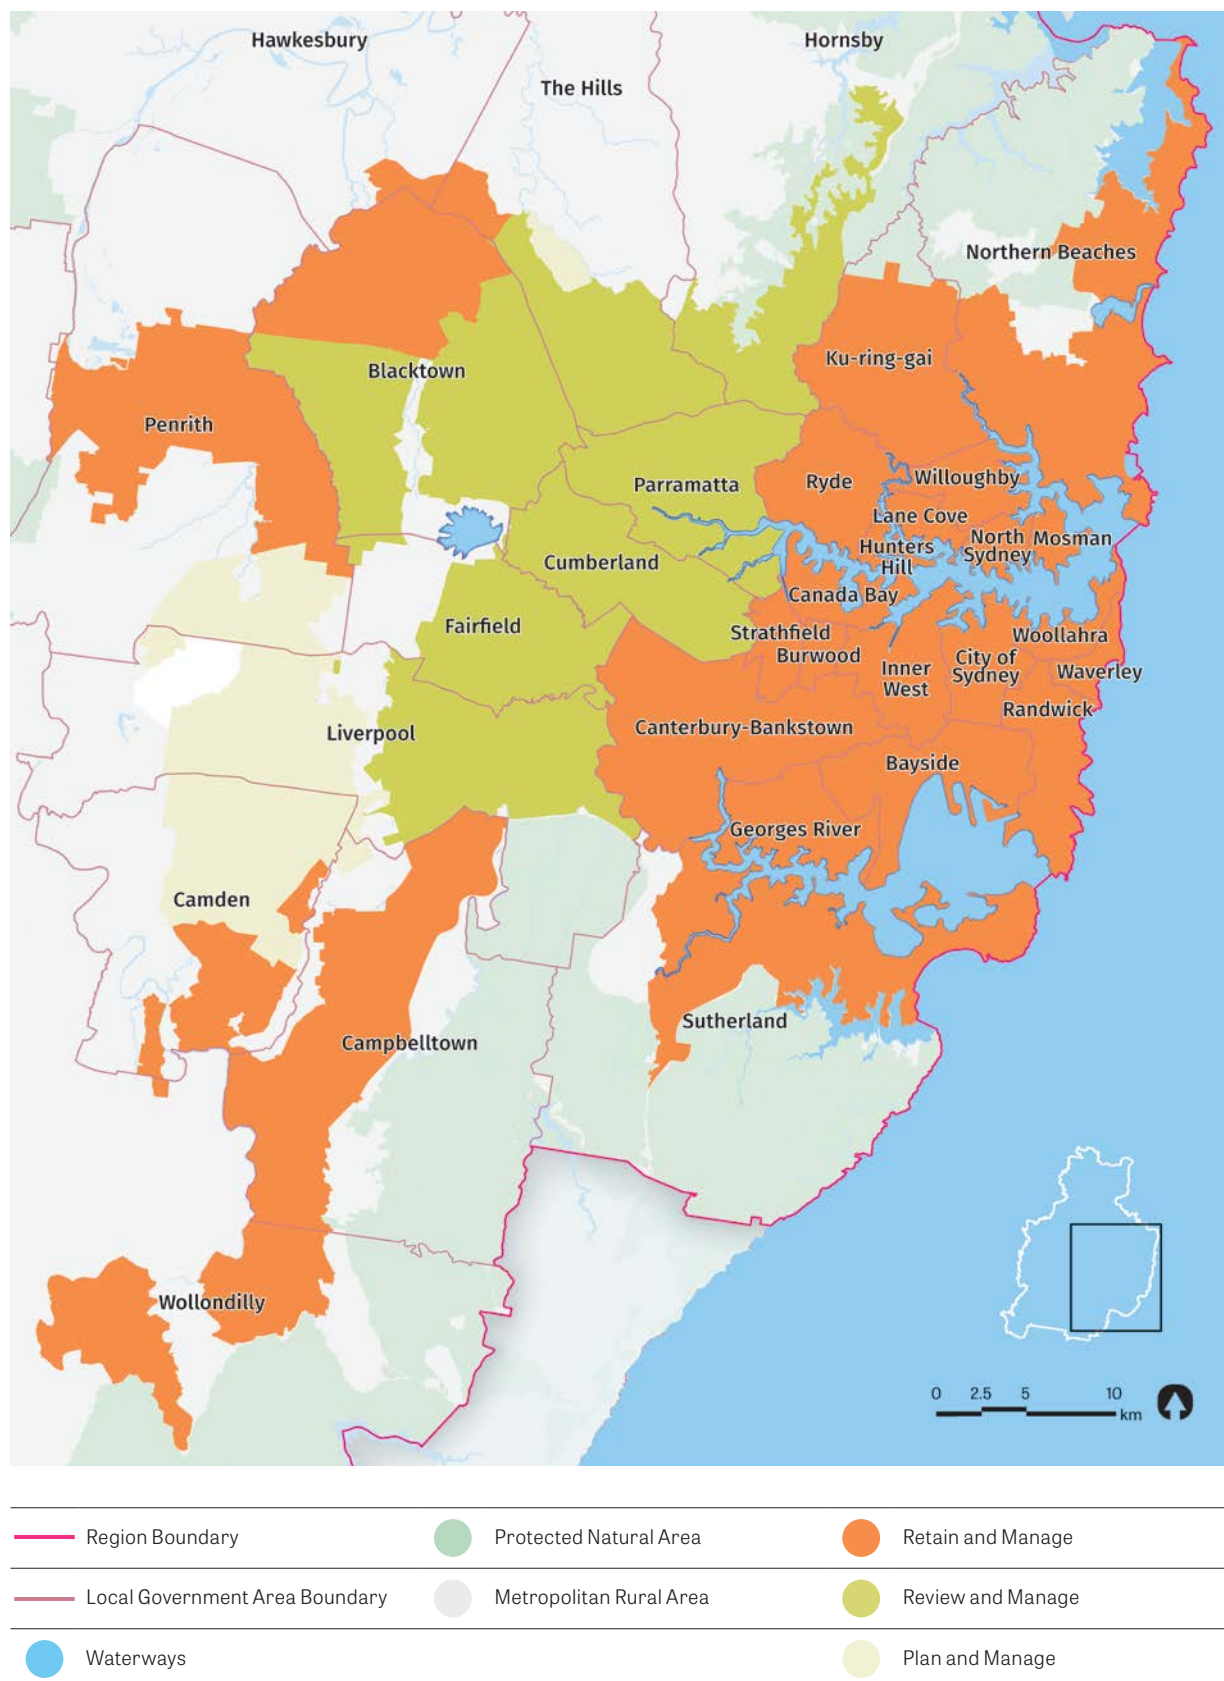 Hawkesbury
Hornsby
The Hills
Northern Beaches
Ku-ring-gai
Blacktown
Penrith
Parramatta
Ryde
Willoughby
Lane Cove
Hunters
Hill
North
Sydney
Mosman
Cumberland
Canada Bay
Fairfield
Strathfield
Burwood
Woollahra
Inner
West
City of
Sydney
Waverley
Randwick
Liverpool
Canterbury-Bankstown
Bayside
Georges River
Camden
Sutherland
Campbelltown
Wollondilly
0 2.5 5 10
km
Region Boundary
Protected Natural Area
Retain and Manage
Local Government Area Boundary
Metropolitan Rural Area
Review and Manage
Waterways
Plan and Manage